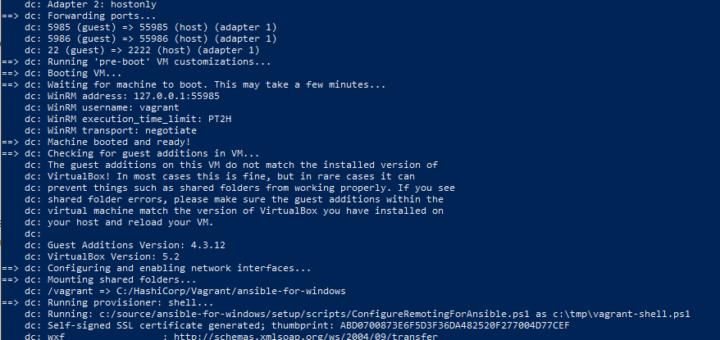 dc: Adapter 2: hostonly
==> dc: Forwarding ports...
dc: 5985 (guest) => 55985 (host) (adapter 1)
dc: 5986 (guest) => 55986 (host) (adapter 1)
dc: 22 (guest) => 2222 (host) (adapter 1)
==> dc: Running 'pre-boot' VM customizations...
==> dc: Booting VM...
==> dc: Waiting for machine to boot. This may take a few minutes...
dc: WinRM address: 127.0.0.1:55985
dc: WinRM username: vagrant
dc: WinRM execution_time_limit: PT2H
dc: WinRM transport: negotiate
==> dc: Machine booted and ready!
==> dc: Checking for guest additions in VM...
dc: The guest additions on this VM do not match the installed version of
dc: VirtualBox! In most cases this is fine, but in rare cases it can
dc: prevent things such as shared folders from working properly. If you see
dc: shared folder errors, please make sure the guest additions within the
dc: virtual machine match the version of VirtualBox you have installed on
dc: your host and reload your VM.
dc:
dc: Guest Additions Version: 4.3.12
dc: VirtualBox Version: 5.2
==> dc: Configuring and enabling network interfaces...
==> dc: Mounting shared folders...
dc: /vagrant => C:/HashiCorp/Vagrant/ansible-for-windows
==> dc: Running provisioner: shell...
dc: Running: c:/source/ansible-for-windows/setup/scripts/ConfigureRemotingForAnsible.ps1 as c:\tmp\vagrant-shell.ps1
dc: Self-signed SSL certificate generated; thumbprint: ABD0700873E6F5D3F36DA482520F277004D77CEF
dc: wxf : http://schemas.xmlsoap.org/ws/2004/09/transfer